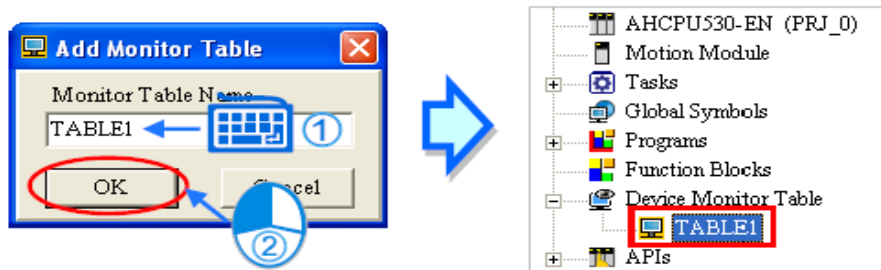 Add Monitor Table
Monitor Table Name
TABLE1
①
OK
Cancel
②
AHCPU530-EN (PRJ_0)
Motion Module
Tasks
Global Symbols
Programs
Function Blocks
Device Monitor Table
TABLE1
APIs